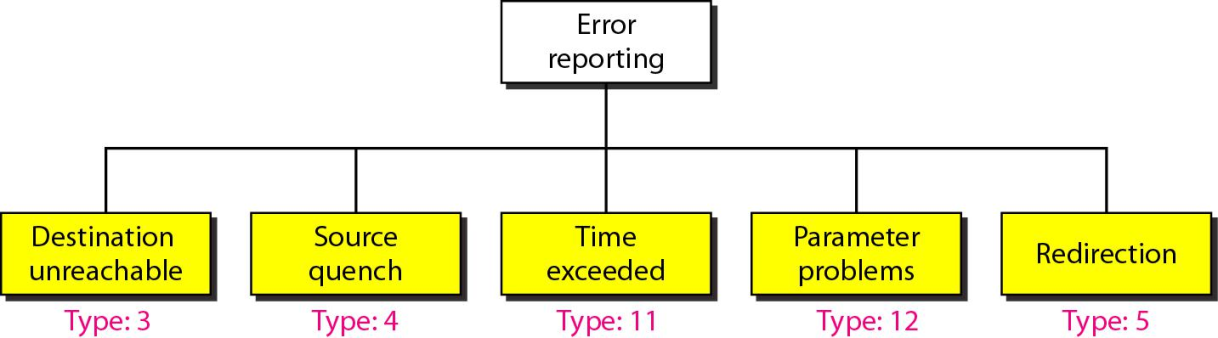 Error
reporting
Destination
unreachable
Source
quench
Time
exceeded
Parameter
problems
Redirection
Type: 3
Type: 4
Type: 11
Type: 12
Type: 5